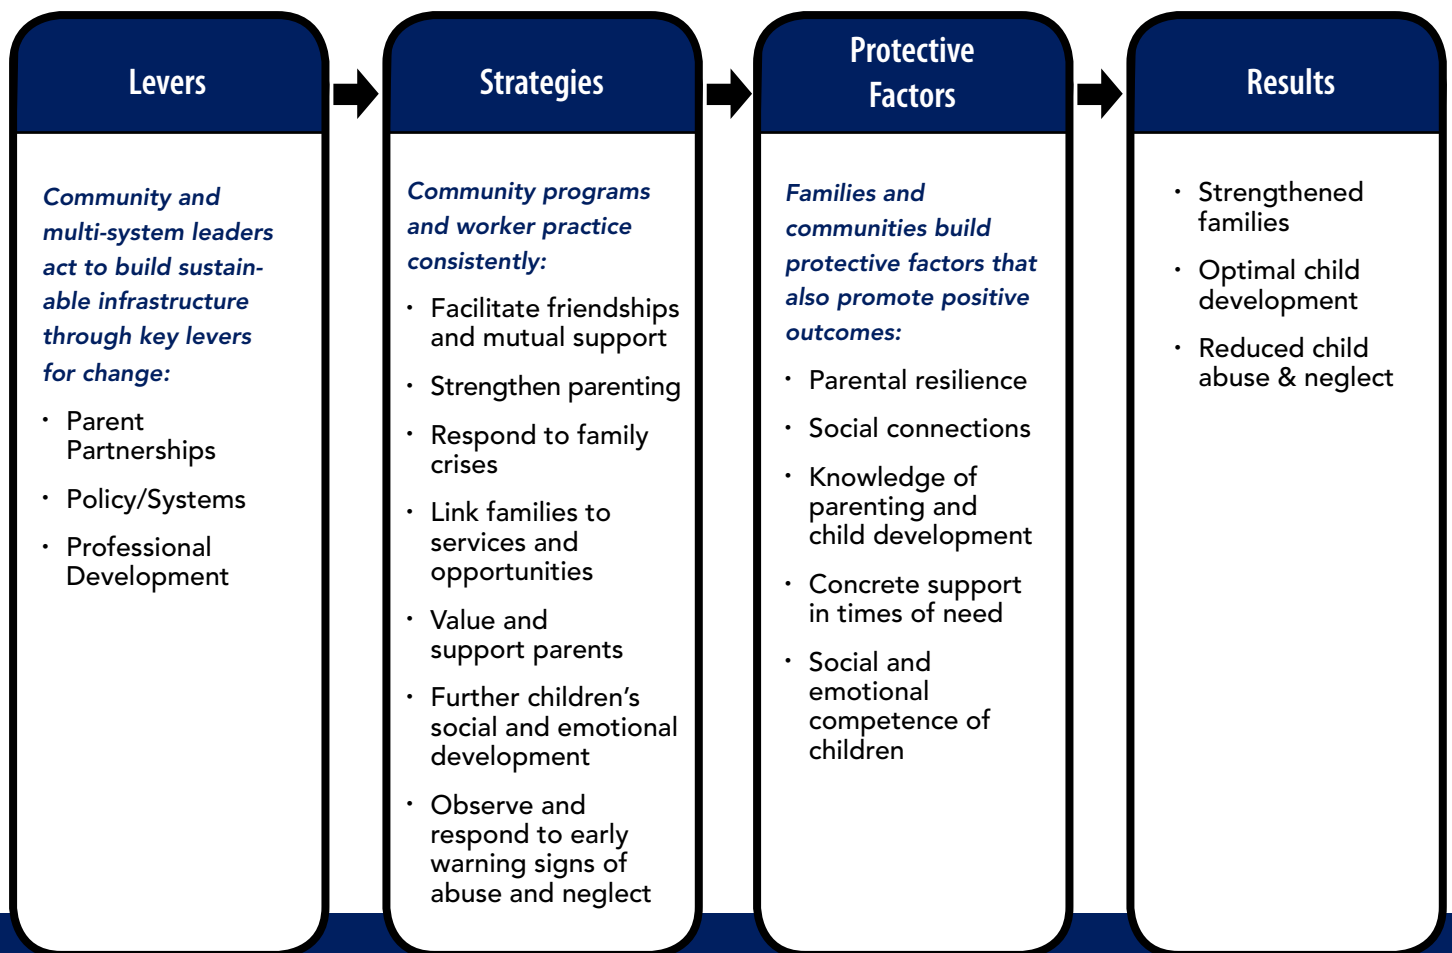 Levers
Community and
multi-system leaders
act to build sustain-
able infrastructure
through key levers
for change:
· Parent
Partnerships
· Policy/Systems
· Professional
Development
Strategies
Community programs
and worker practice
consistently:
· Facilitate friendships
and mutual support
· Strengthen parenting
· Respond to family
crises
· Link families to
services and
opportunities
· Value and
support parents
· Further children’s
social and emotional
development
· Observe and
respond to early
warning signs of
abuse and neglect
Protective
Factors
Families and
communities build
protective factors that
also promote positive
outcomes:
· Parental resilience
· Social connections
· Knowledge of
parenting and
child development
· Concrete support
in times of need
· Social and
emotional
competence of
children
Results
· Strengthened
families
· Optimal child
development
· Reduced child
abuse & neglect